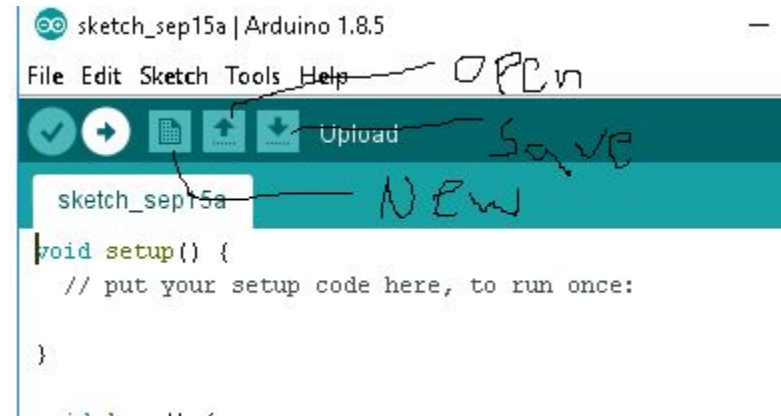 sketch_sep15a | Arduino 1.8.5
File Edit Sketch Tools Help
OPEn
Upload
Save
NEw
sketch_sep15a
void setup() {
// put your setup code here, to run once:
}